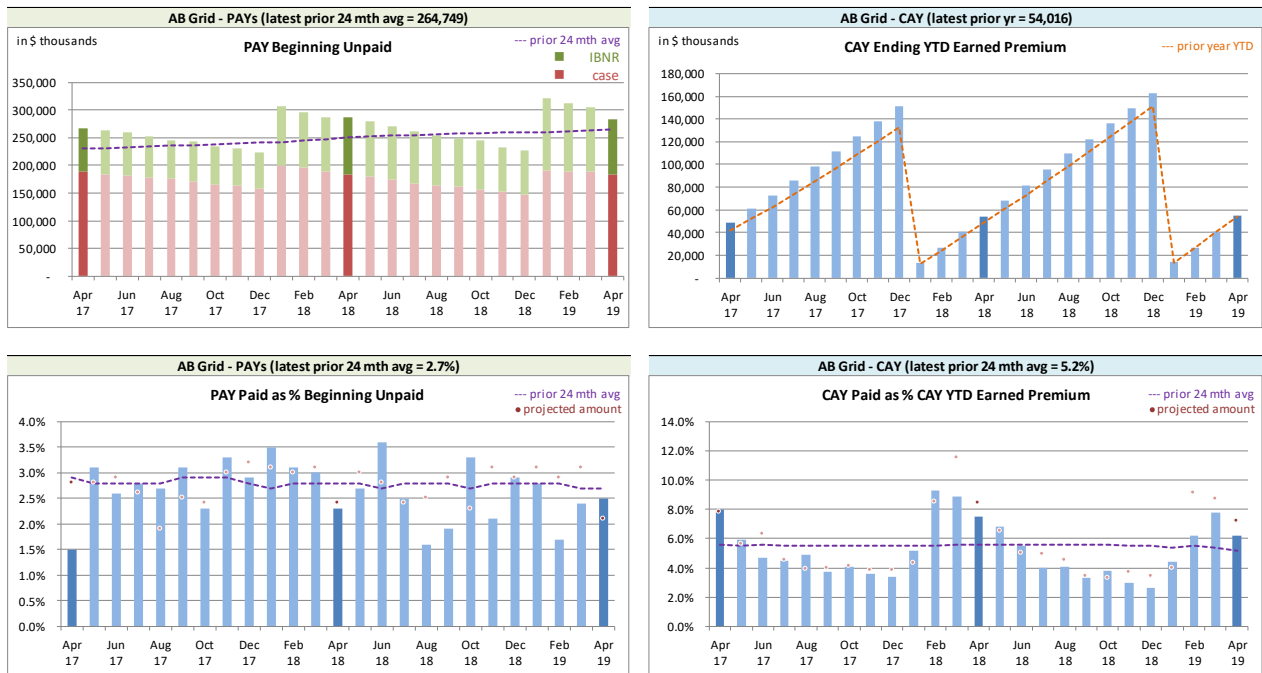 AB Grid - PAYs (latest prior 24 mth avg = 264,749)
in $ thousands
PAY Beginning Unpaid
--- prior 24 mth avg
IBNR
case
350,000
300,000
250,000
200,000
150,000
100,000
50,000
-
Apr Jun Aug Oct Dec Feb Apr Jun Aug Oct Dec Feb Apr
17 17 17 17 17 18 18 18 18 18 18 19 19
AB Grid - CAY (latest prior yr = 54,016)
in $ thousands
CAY Ending YTD Earned Premium
--- prior year YTD
180,000
160,000
140,000
120,000
100,000
80,000
60,000
40,000
20,000
-
Apr Jun Aug Oct Dec Feb Apr Jun Aug Oct Dec Feb Apr
17 17 17 17 17 18 18 18 18 18 18 19 19
AB Grid - PAYs (latest prior 24 mth avg = 2.7%)
PAY Paid as % Beginning Unpaid
--- prior 24 mth avg
projected amount
4.0%
3.5%
3.0%
2.5%
2.0%
1.5%
1.0%
0.5%
0.0%
Apr Jun Aug Oct Dec Feb Apr Jun Aug Oct Dec Feb Apr
17 17 17 17 17 18 18 18 18 18 18 19 19
AB Grid - CAY (latest prior 24 mth avg = 5.2%)
CAY Paid as % CAY YTD Earned Premium
--- prior 24 mth avg
projected amount
14.0%
12.0%
10.0%
8.0%
6.0%
4.0%
2.0%
0.0%
Apr Jun Aug Oct Dec Feb Apr Jun Aug Oct Dec Feb Apr
17 17 17 17 17 18 18 18 18 18 18 19 19